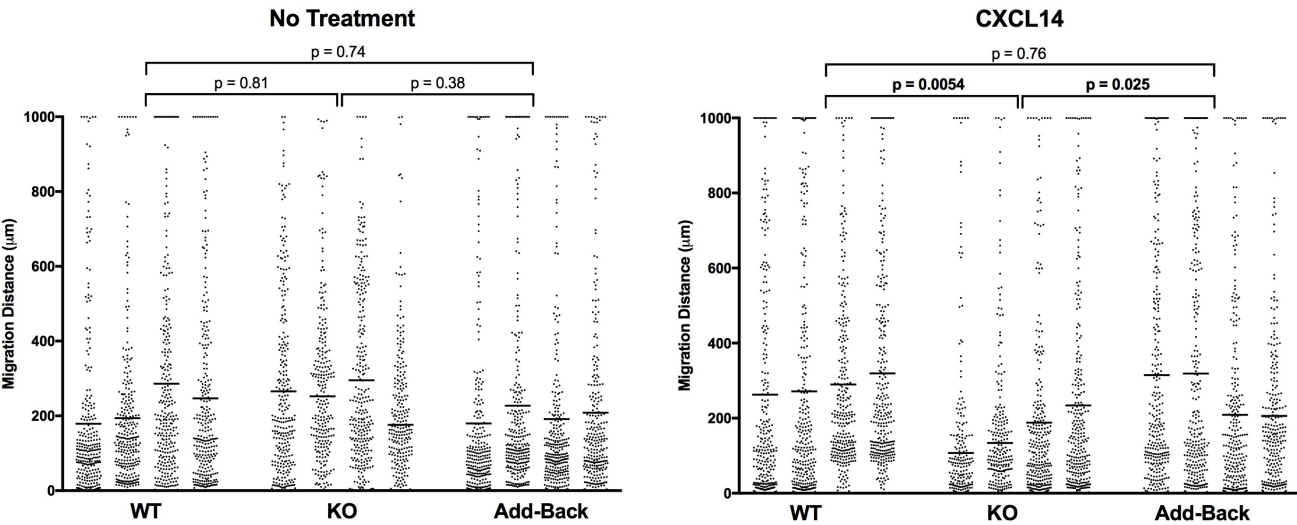 No Treatment
p = 0.74
p = 0.81
p = 0.38
Migration Distance (µm)
1000
800
600
400
200
0
WT
KO
Add-Back
CXCL14
p = 0.76
p = 0.0054
p = 0.025
Migration Distance (µm)
1000
800
600
400
200
0
WT
KO
Add-Back